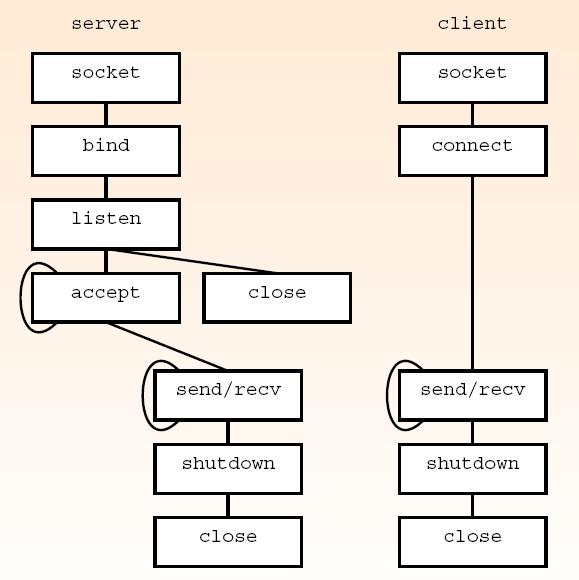 server
socket
bind
listen
accept
close
send/recv
shutdown
close
client
socket
connect
send/recv
shutdown
close